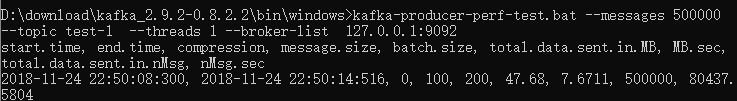 D:\download\kafka_2.9.2-0.8.2.2\bin\windows>kafka-producer-perf-test.bat --messages 500000
--topic test-1  --threads 1 --broker-list  127.0.0.1:9092
start.time, end.time, compression, message.size, batch.size, total.data.sent.in.MB, MB.sec,
total.data.sent.in.nMsg, nMsg.sec
2018-11-24 22:50:08:300, 2018-11-24 22:50:14:516, 0, 100, 200, 47.68, 7.6711, 500000, 80437.
5804